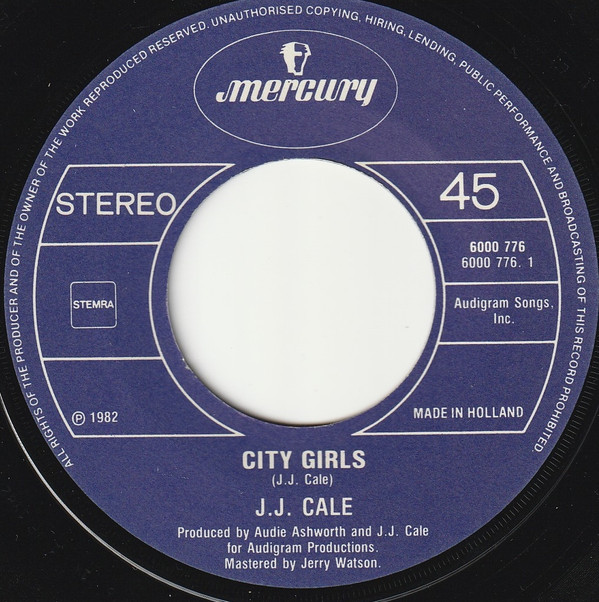 ALL RIGHTS OF THE PRODUCER AND OF THE OWNER OF THE WORK REPRODUCED RESERVED. UNAUTHORISED COPYING, HIRING, LENDING, PUBLIC PERFORMANCE AND BROADCASTING OF THIS RECORD PROHIBITED.
mercury
STEREO
45
6000 776
6000 776. 1
STEMRA
Audigram Songs,
Inc.
℗ 1982
MADE IN HOLLAND
CITY GIRLS
(J.J. Cale)
J.J. CALE
Produced by Audie Ashworth and J.J. Cale
for Audigram Productions.
Mastered by Jerry Watson.